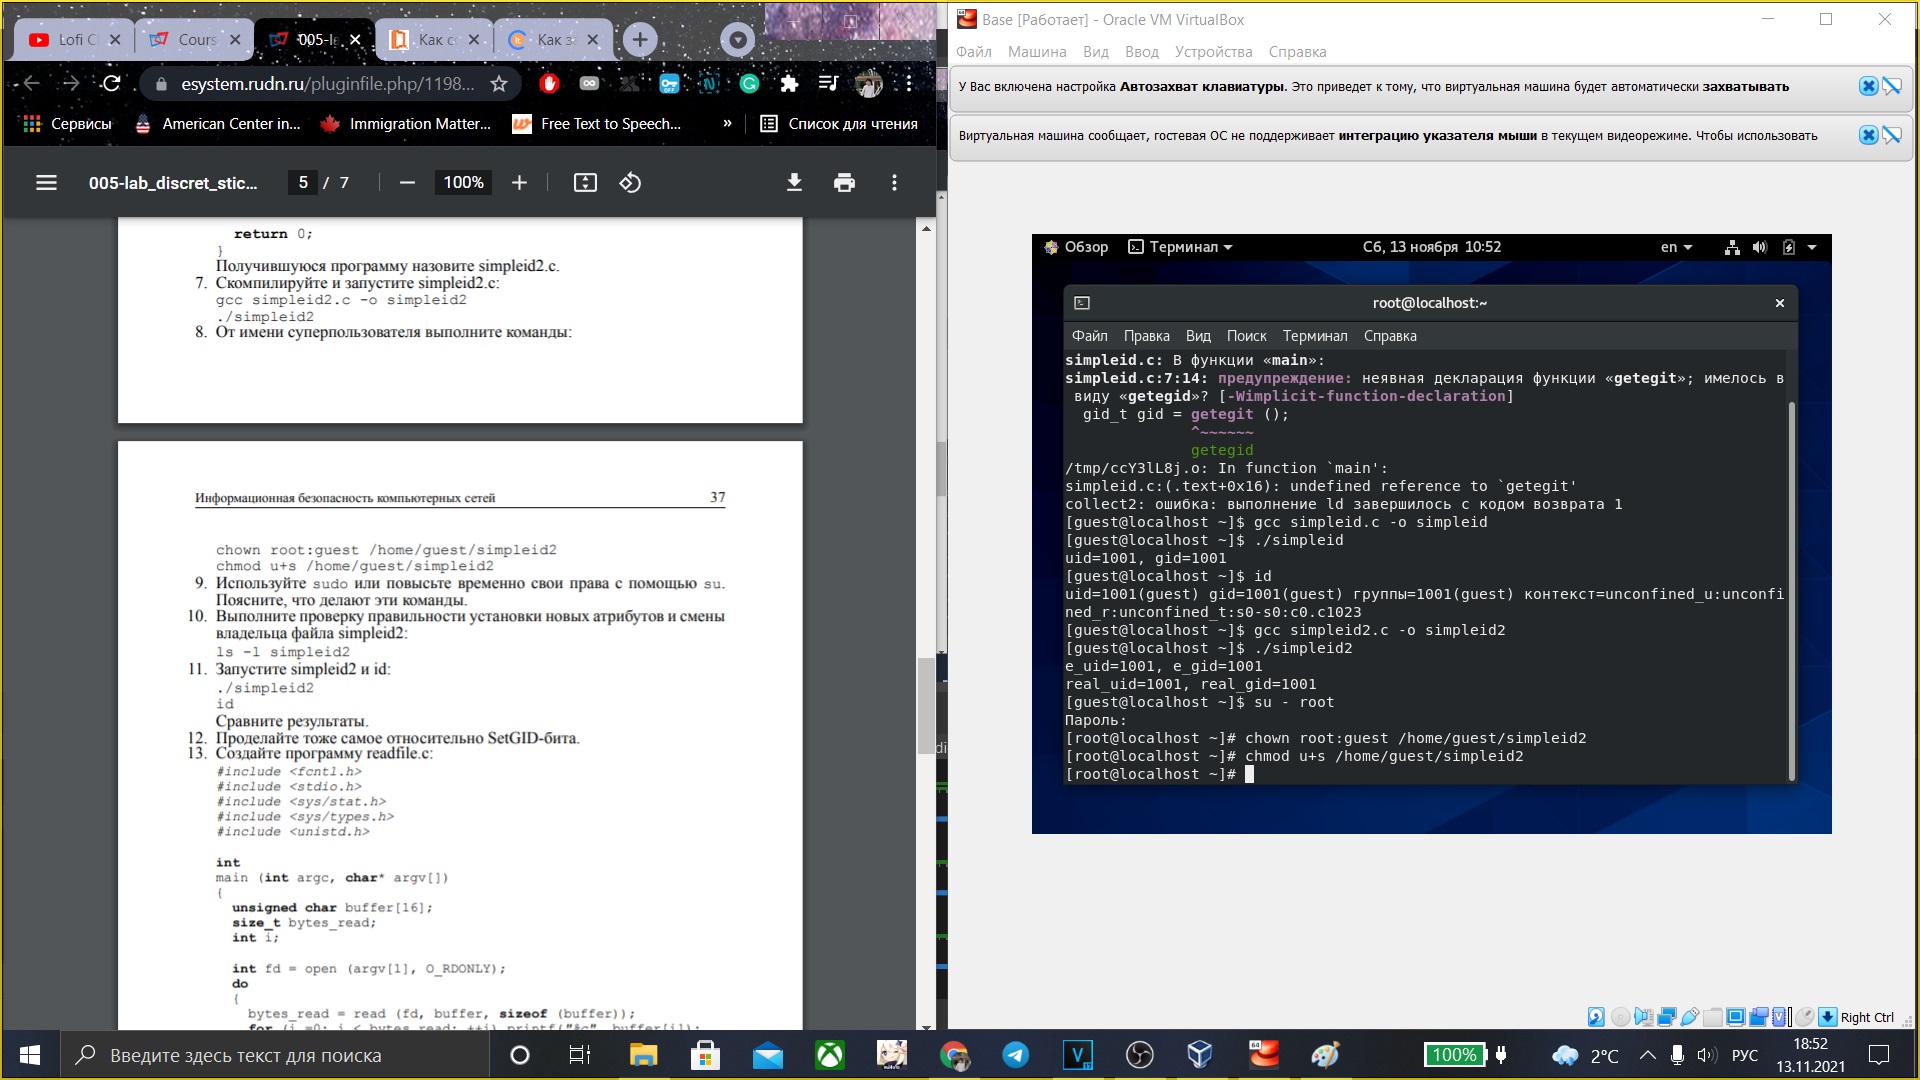 Lofi C
Cours
005-l
Как с
Как за
esystem.rudn.ru/pluginfile.php/1198...
Сервисы
American Center in...
Immigration Matter...
Free Text to Speech...
»
Список для чтения
005-lab_discret_stic...
5 / 7
100%
return 0;
}
Получившуюся программу назовите simpleid2.c.
7. Скомпилируйте и запустите simpleid2.c:
gcc simpleid2.c -o simpleid2
./simpleid2
8. От имени суперпользователя выполните команды:
Информационная безопасность компьютерных сетей 37
chown root:guest /home/guest/simpleid2
chmod u+s /home/guest/simpleid2
9. Используйте sudo или повысьте временно свои права с помощью su.
Поясните, что делают эти команды.
10. Выполните проверку правильности установки новых атрибутов и смены
владельца файла simpleid2:
ls -l simpleid2
11. Запустите simpleid2 и id:
./simpleid2
id
Сравните результаты.
12. Проделайте тоже самое относительно SetGID-бита.
13. Создайте программу readfile.c:
#include <fcntl.h>
#include <stdio.h>
#include <sys/stat.h>
#include <sys/types.h>
#include <unistd.h>
int
main (int argc, char* argv[])
{
unsigned char buffer[16];
size_t bytes_read;
int i;
int fd = open (argv[1], O_RDONLY);
do
{
bytes_read = read (fd, buffer, sizeof (buffer));
for (i =0; i < bytes_read; ++i) printf("%c", buffer[i]);
Base [Работает] - Oracle VM VirtualBox
Файл Машина Вид Ввод Устройства Справка
У Вас включена настройка Автозахват клавиатуры. Это приведет к тому, что виртуальная машина будет автоматически захватывать
Виртуальная машина сообщает, гостевая ОС не поддерживает интеграцию указателя мыши в текущем видеорежиме. Чтобы использовать
Обзор Терминал Сб, 13 ноября 10:52 en
root@localhost:~
Файл Правка Вид Поиск Терминал Справка
simpleid.c: В функции «main»:
simpleid.c:7:14: предупреждение: неявная декларация функции «getegit»; имелось в
виду «getegid»? [-Wimplicit-function-declaration]
gid_t gid = getegit ();
^~~~~~~
getegid
/tmp/ccY3lL8j.o: In function `main':
simpleid.c:(.text+0x16): undefined reference to `getegit'
collect2: ошибка: выполнение ld завершилось с кодом возврата 1
[guest@localhost ~]$ gcc simpleid.c -o simpleid
[guest@localhost ~]$ ./simpleid
uid=1001, gid=1001
[guest@localhost ~]$ id
uid=1001(guest) gid=1001(guest) группы=1001(guest) контекст=unconfined_u:unconfi
ned_r:unconfined_t:s0-s0:c0.c1023
[guest@localhost ~]$ gcc simpleid2.c -o simpleid2
[guest@localhost ~]$ ./simpleid2
e_uid=1001, e_gid=1001
real_uid=1001, real_gid=1001
[guest@localhost ~]$ su - root
Пароль:
[root@localhost ~]# chown root:guest /home/guest/simpleid2
[root@localhost ~]# chmod u+s /home/guest/simpleid2
[root@localhost ~]#
Right Ctrl
Введите здесь текст для поиска
100%
2°C
РУС
18:52
13.11.2021